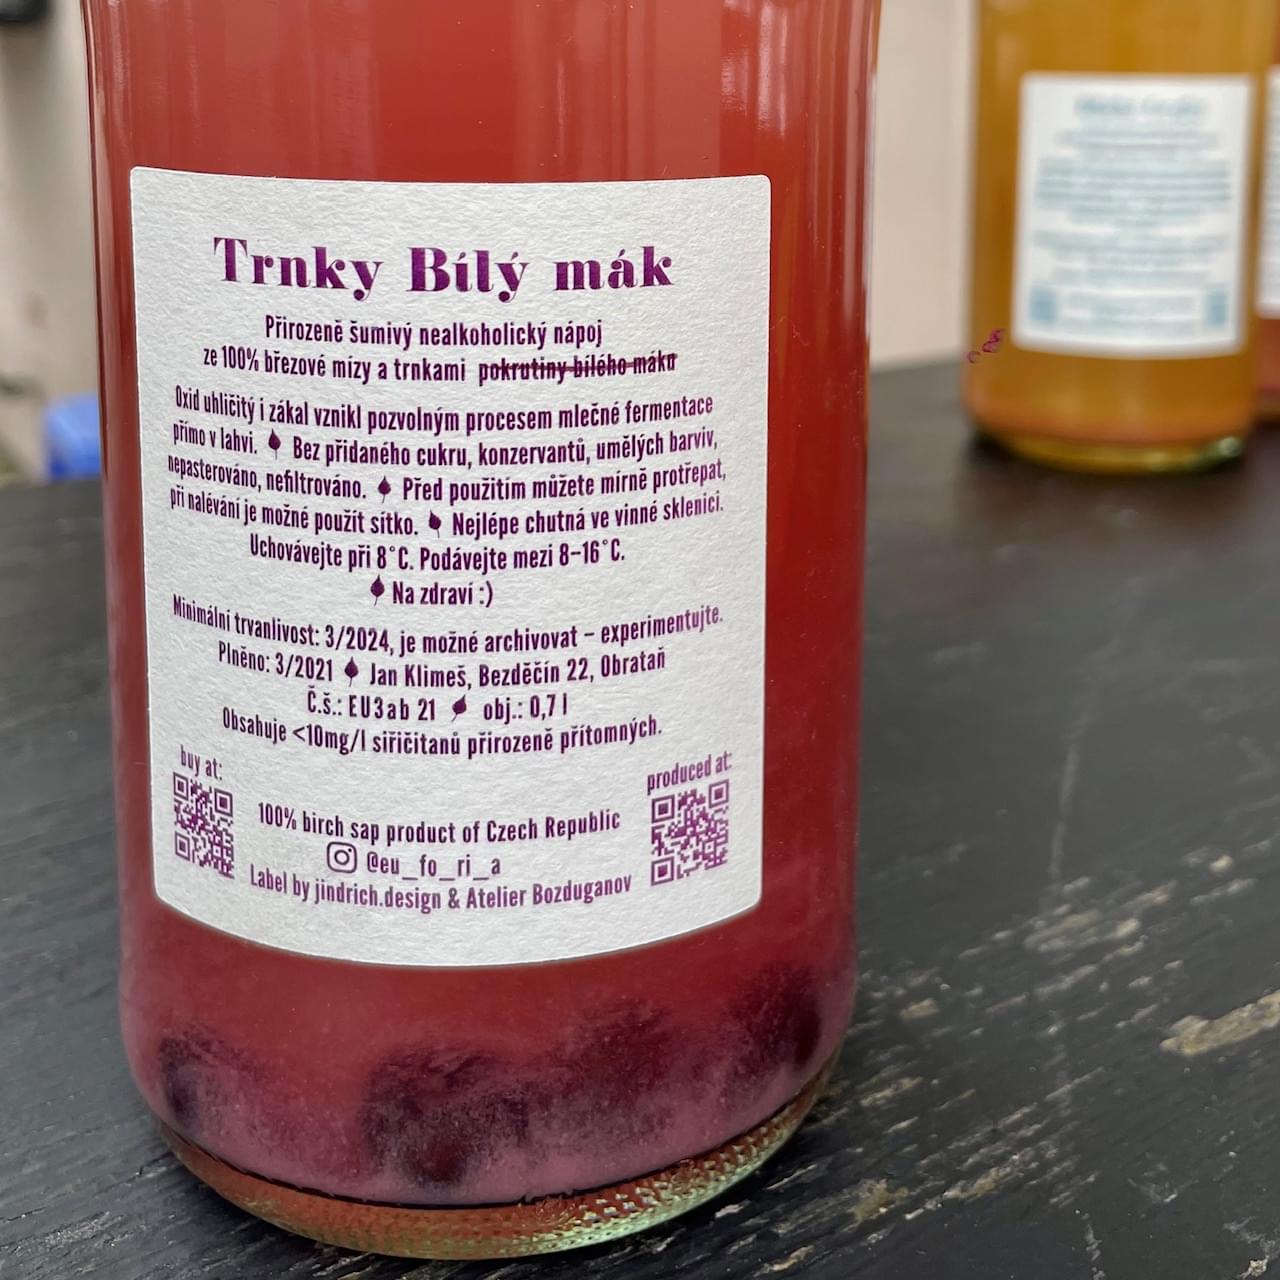 Trnky Bílý mák
Přirozeně šumivý nealkoholický nápoj
ze 100% březové mízy a trnkami pokrutiny bílého máku
Oxid uhličitý i zákal vznikl pozvolným procesem mléčné fermentace
přímo v lahvi. Bez přidaného cukru, konzervantů, umělých barviv,
nepasterováno, nefiltrováno. Před použitím můžete mírně protřepat,
při nalévání je možné použít sítko. Nejlépe chutná ve vinné sklenici.
Uchovávejte při 8°C. Podávejte mezi 8–16°C.
Na zdraví :)
Minimální trvanlivost: 3/2024, je možné archivovat – experimentujte.
Plněno: 3/2021 Jan Klimeš, Bezděčín 22, Obrataň
Č.š.: EU3ab 21 obj.: 0,7 l
Obsahuje <10mg/l siřičitanů přirozeně přítomných.
buy at:
produced at:
100% birch sap product of Czech Republic
@eu_fo_ri_a
Label by jindrich.design & Atelier Bozduganov